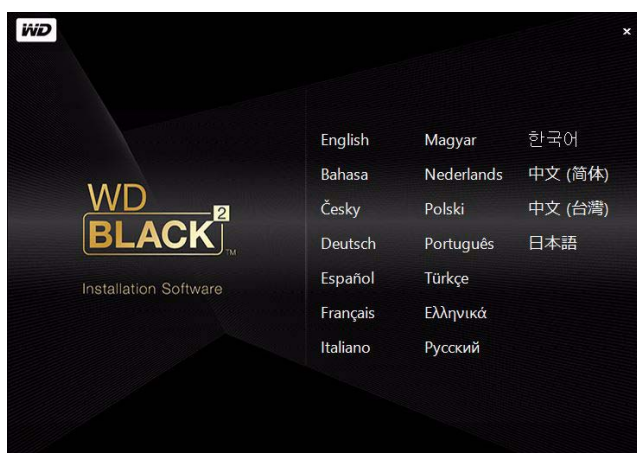 WD
×
WD
BLACK 2 ™
Installation Software
English
Bahasa
Česky
Deutsch
Español
Français
Italiano
Magyar
Nederlands
Polski
Português
Türkçe
Ελληνικά
Русский
한국어
中文 (简体)
中文 (台灣)
日本語